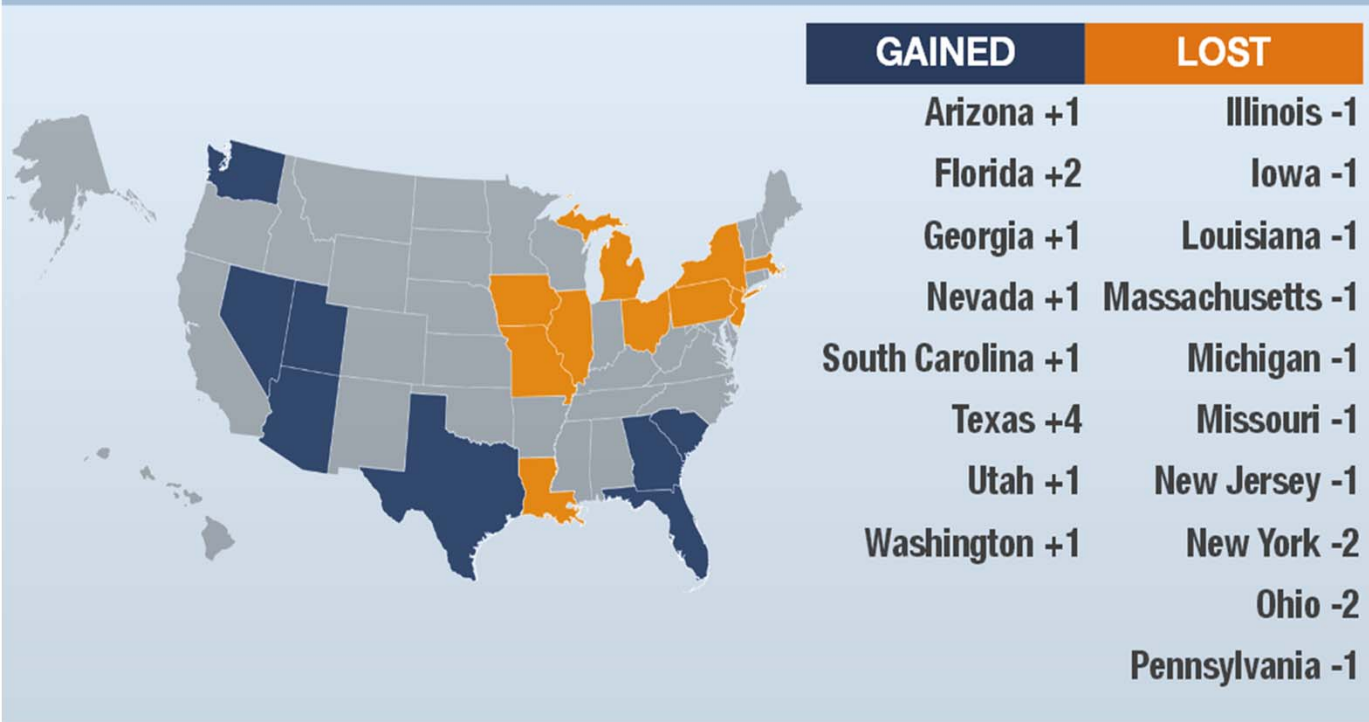 GAINED LOST
Arizona +1 Illinois -1
Florida +2 Iowa -1
Georgia +1 Louisiana -1
Nevada +1 Massachusetts -1
South Carolina +1 Michigan -1
Texas +4 Missouri -1
Utah +1 New Jersey -1
Washington +1 New York -2
Ohio -2
Pennsylvania -1